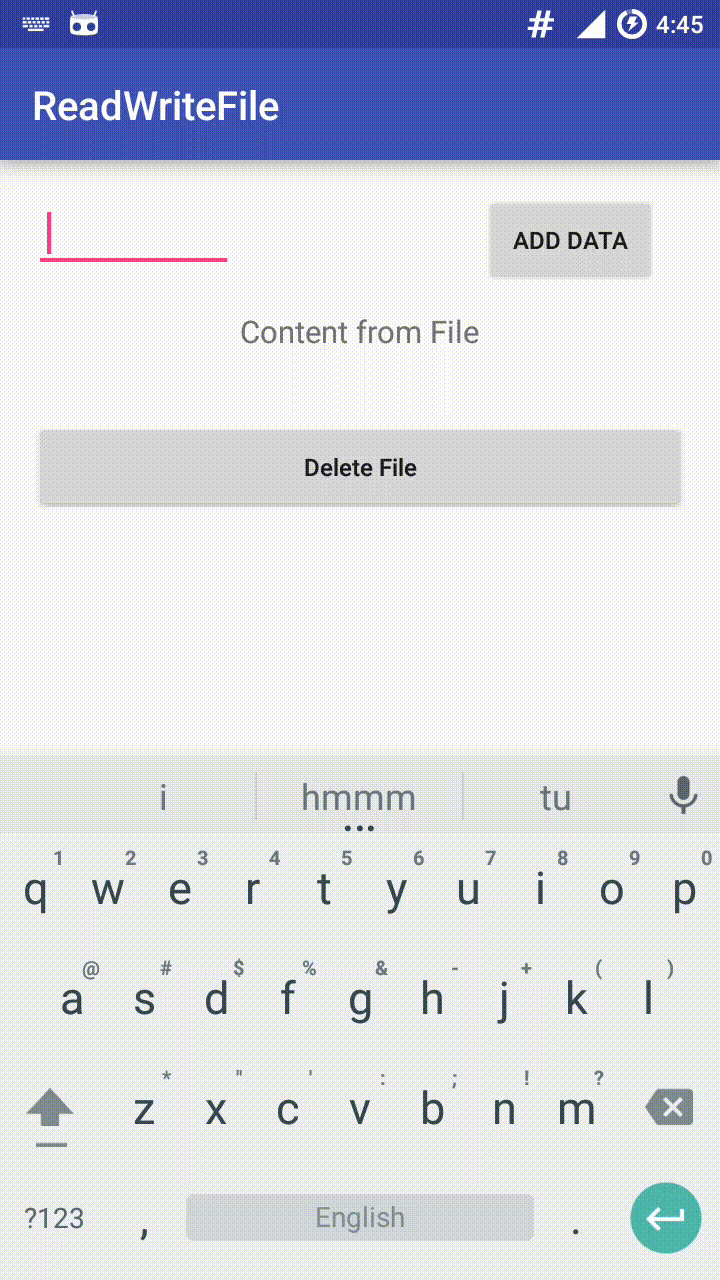 # 4:45
ReadWriteFile
ADD DATA
Content from File
Delete File
i hmmm tu
...
1 2 3 4 5 6 7 8 9 0
q w e r t y u i o p
@ # $ % & - + ( )
a s d f g h j k l
* " ' : ; ! ?
z x c v b n m
?123 , English .